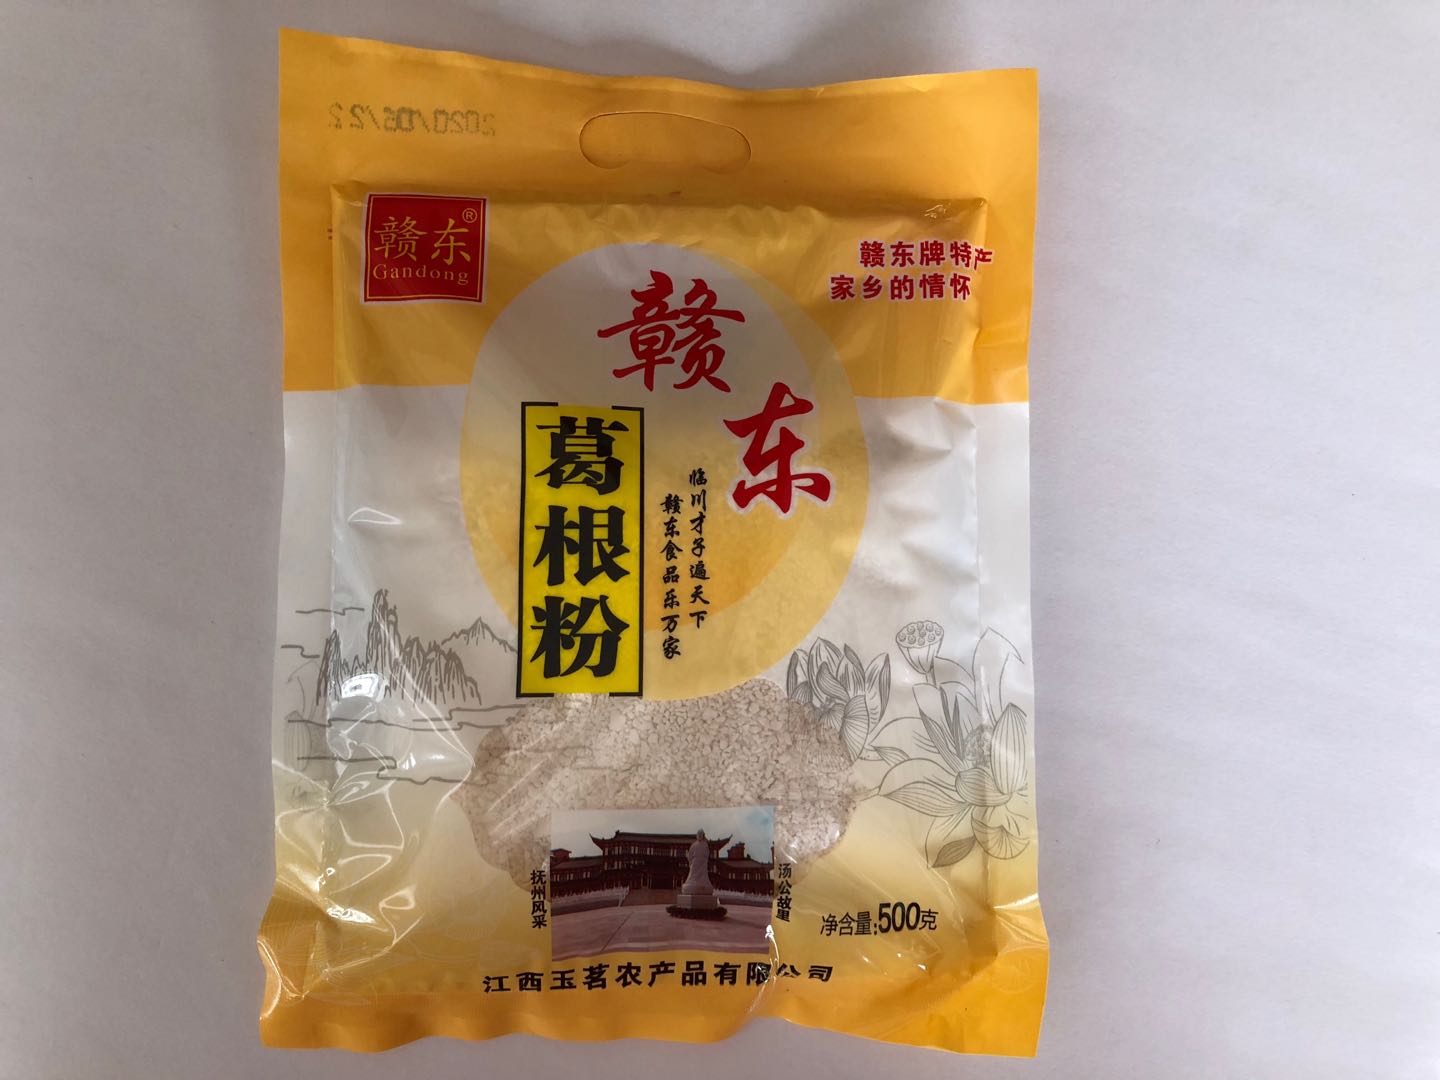 2020/05/22
赣东®
Gandong
赣东牌特产
家乡的情怀
赣东
葛根粉
临川才子遍天下
赣东食品乐万家
抚州风采
汤公故里
净含量:500克
江西玉茗农产品有限公司